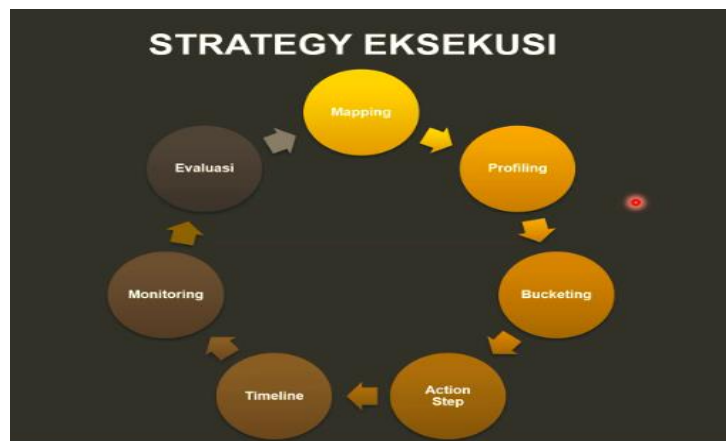 STRATEGY EKSEKUSI
Mapping
Profiling
Bucketing
Action
Step
Timeline
Monitoring
Evaluasi